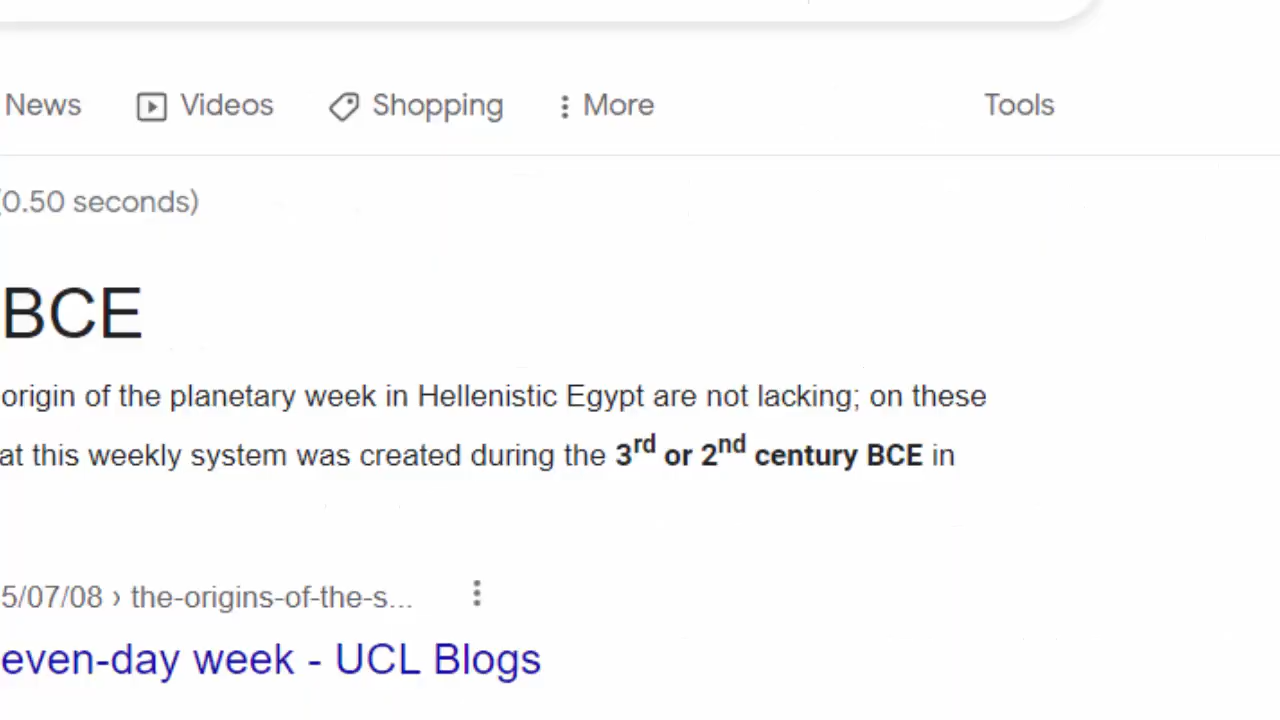 News Videos Shopping More Tools
(0.50 seconds)
BCE
origin of the planetary week in Hellenistic Egypt are not lacking; on these
at this weekly system was created during the 3rd or 2nd century BCE in
5/07/08 › the-origins-of-the-s...
even-day week - UCL Blogs